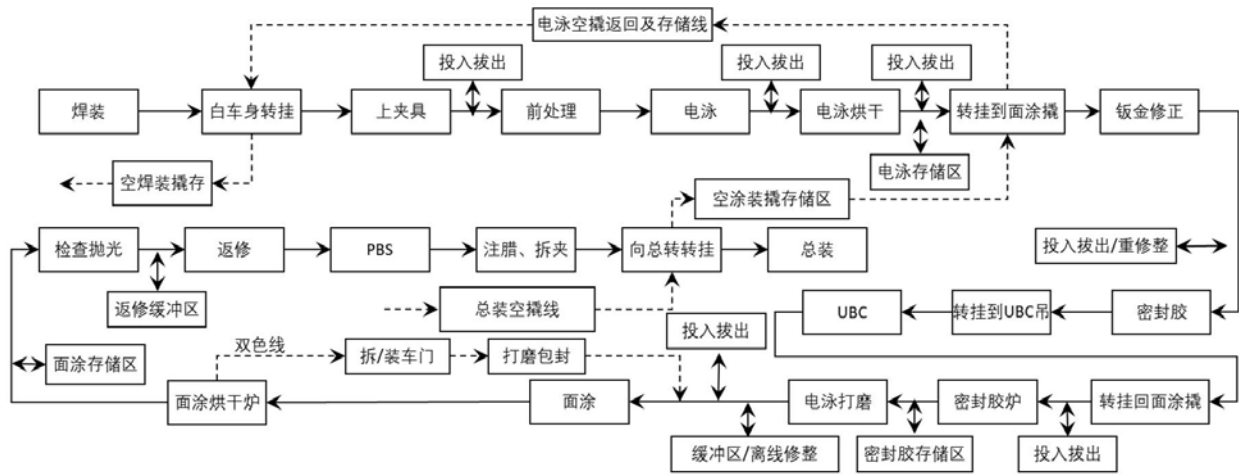 电泳空撬返回及存储线
投入拔出
投入拔出
投入拔出
焊装
白车身转挂
上夹具
前处理
电泳
电泳烘干
转挂到面涂撬
钣金修正
电泳存储区
空焊装撬存
空涂装撬存储区
检查抛光
返修
PBS
注腊、拆夹
向总转转挂
总装
投入拔出/重修整
返修缓冲区
总装空撬线
UBC
转挂到UBC吊
密封胶
投入拔出
双色线
拆/装车门
打磨包封
面涂存储区
面涂烘干炉
面涂
电泳打磨
密封胶炉
转挂回面涂撬
缓冲区/离线修整
密封胶存储区
投入拔出